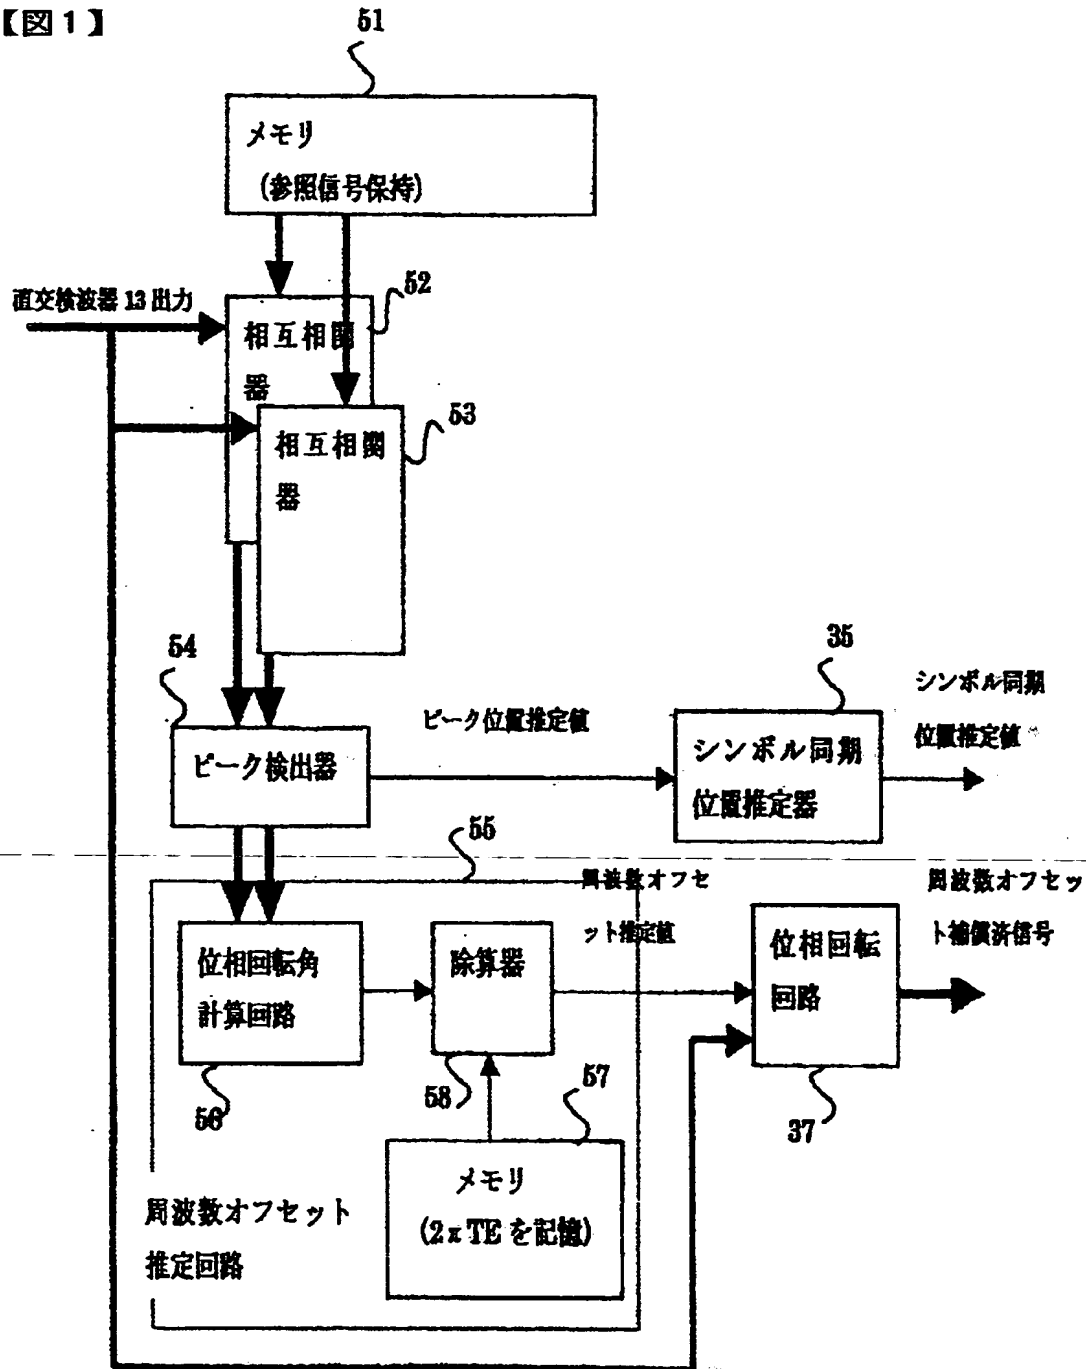 【図1】
51
メモリ
(参照信号保持)
直交検波器 13 出力
52
相互相関
器
53
相互相関
器
54
ピーク検出器
ピーク位置推定値
35
シンボル同期
位置推定器
シンボル同期
位置推定値
55
周波数オフセ
ット推定値
周波数オフセッ
ト補償済信号
位相回転角
計算回路
56
除算器
58
57
メモリ
(2πTE を記憶)
位相回転
回路
37
周波数オフセット
推定回路